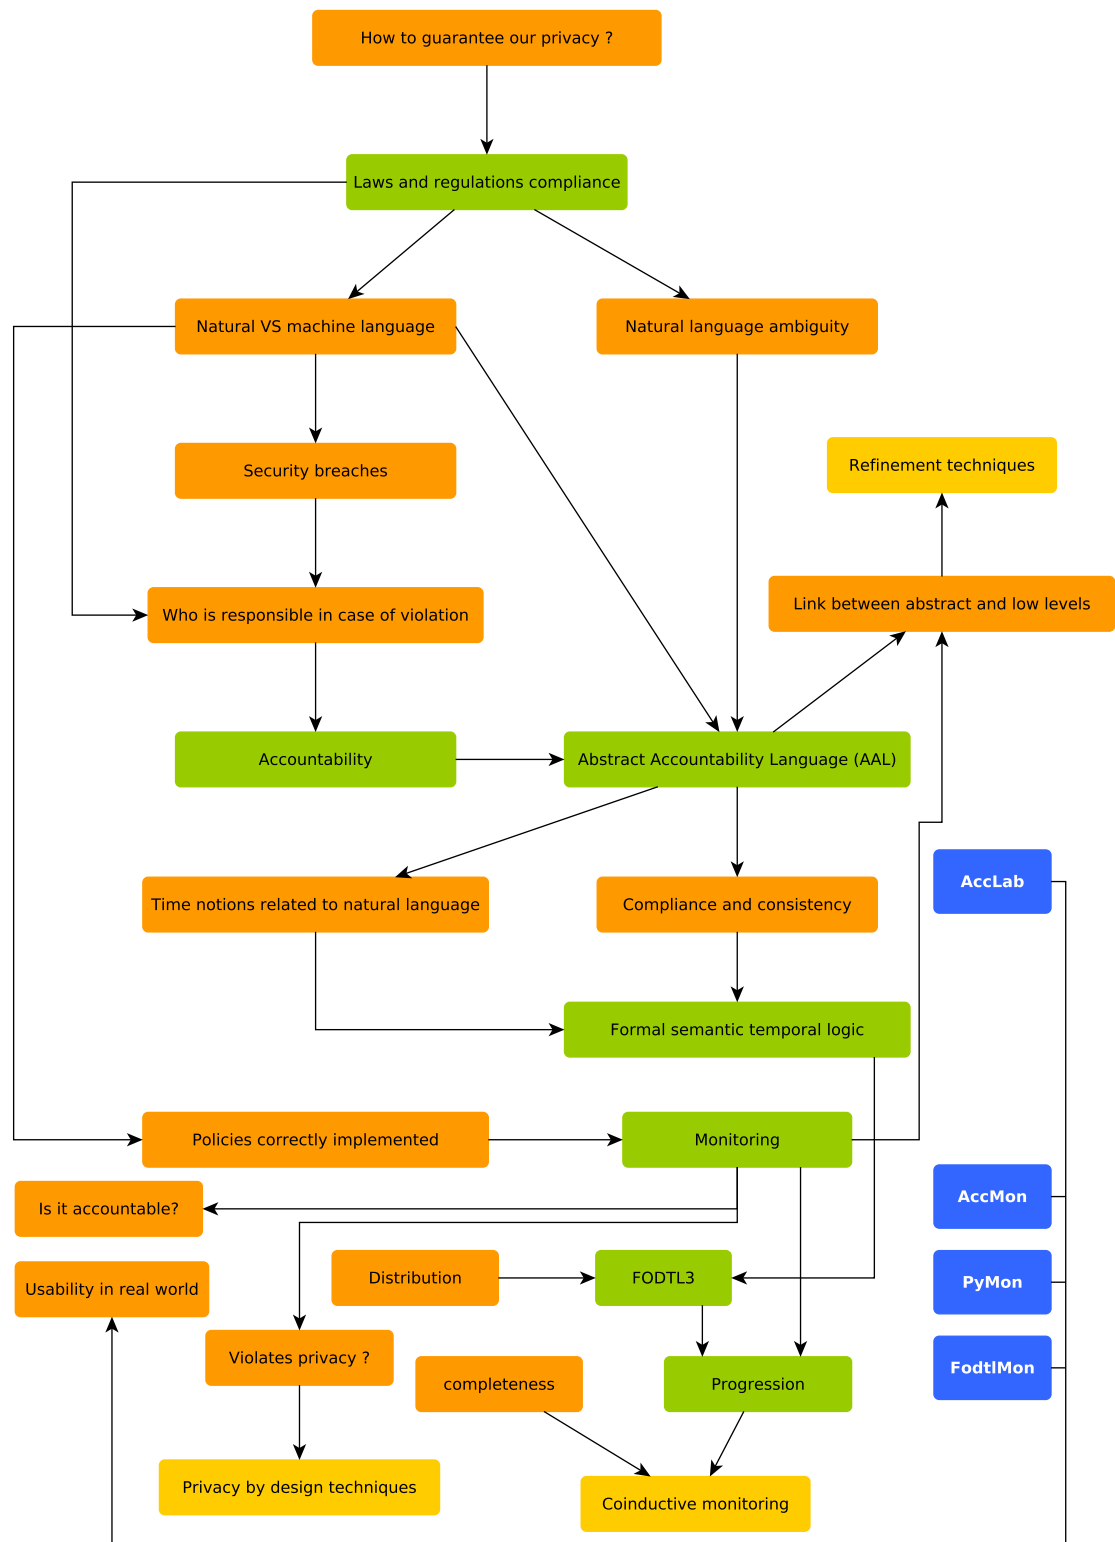 How to guarantee our privacy ?
Laws and regulations compliance
Natural VS machine language
Natural language ambiguity
Refinement techniques
Security breaches
Link between abstract and low levels
Who is responsible in case of violation
Accountability
Abstract Accountability Language (AAL)
AccLab
Time notions related to natural language
Compliance and consistency
Formal semantic temporal logic
Policies correctly implemented
Monitoring
AccMon
Is it accountable?
Distribution
FODTL3
PyMon
Usability in real world
Violates privacy ?
FodtlMon
completeness
Progression
Privacy by design techniques
Coinductive monitoring